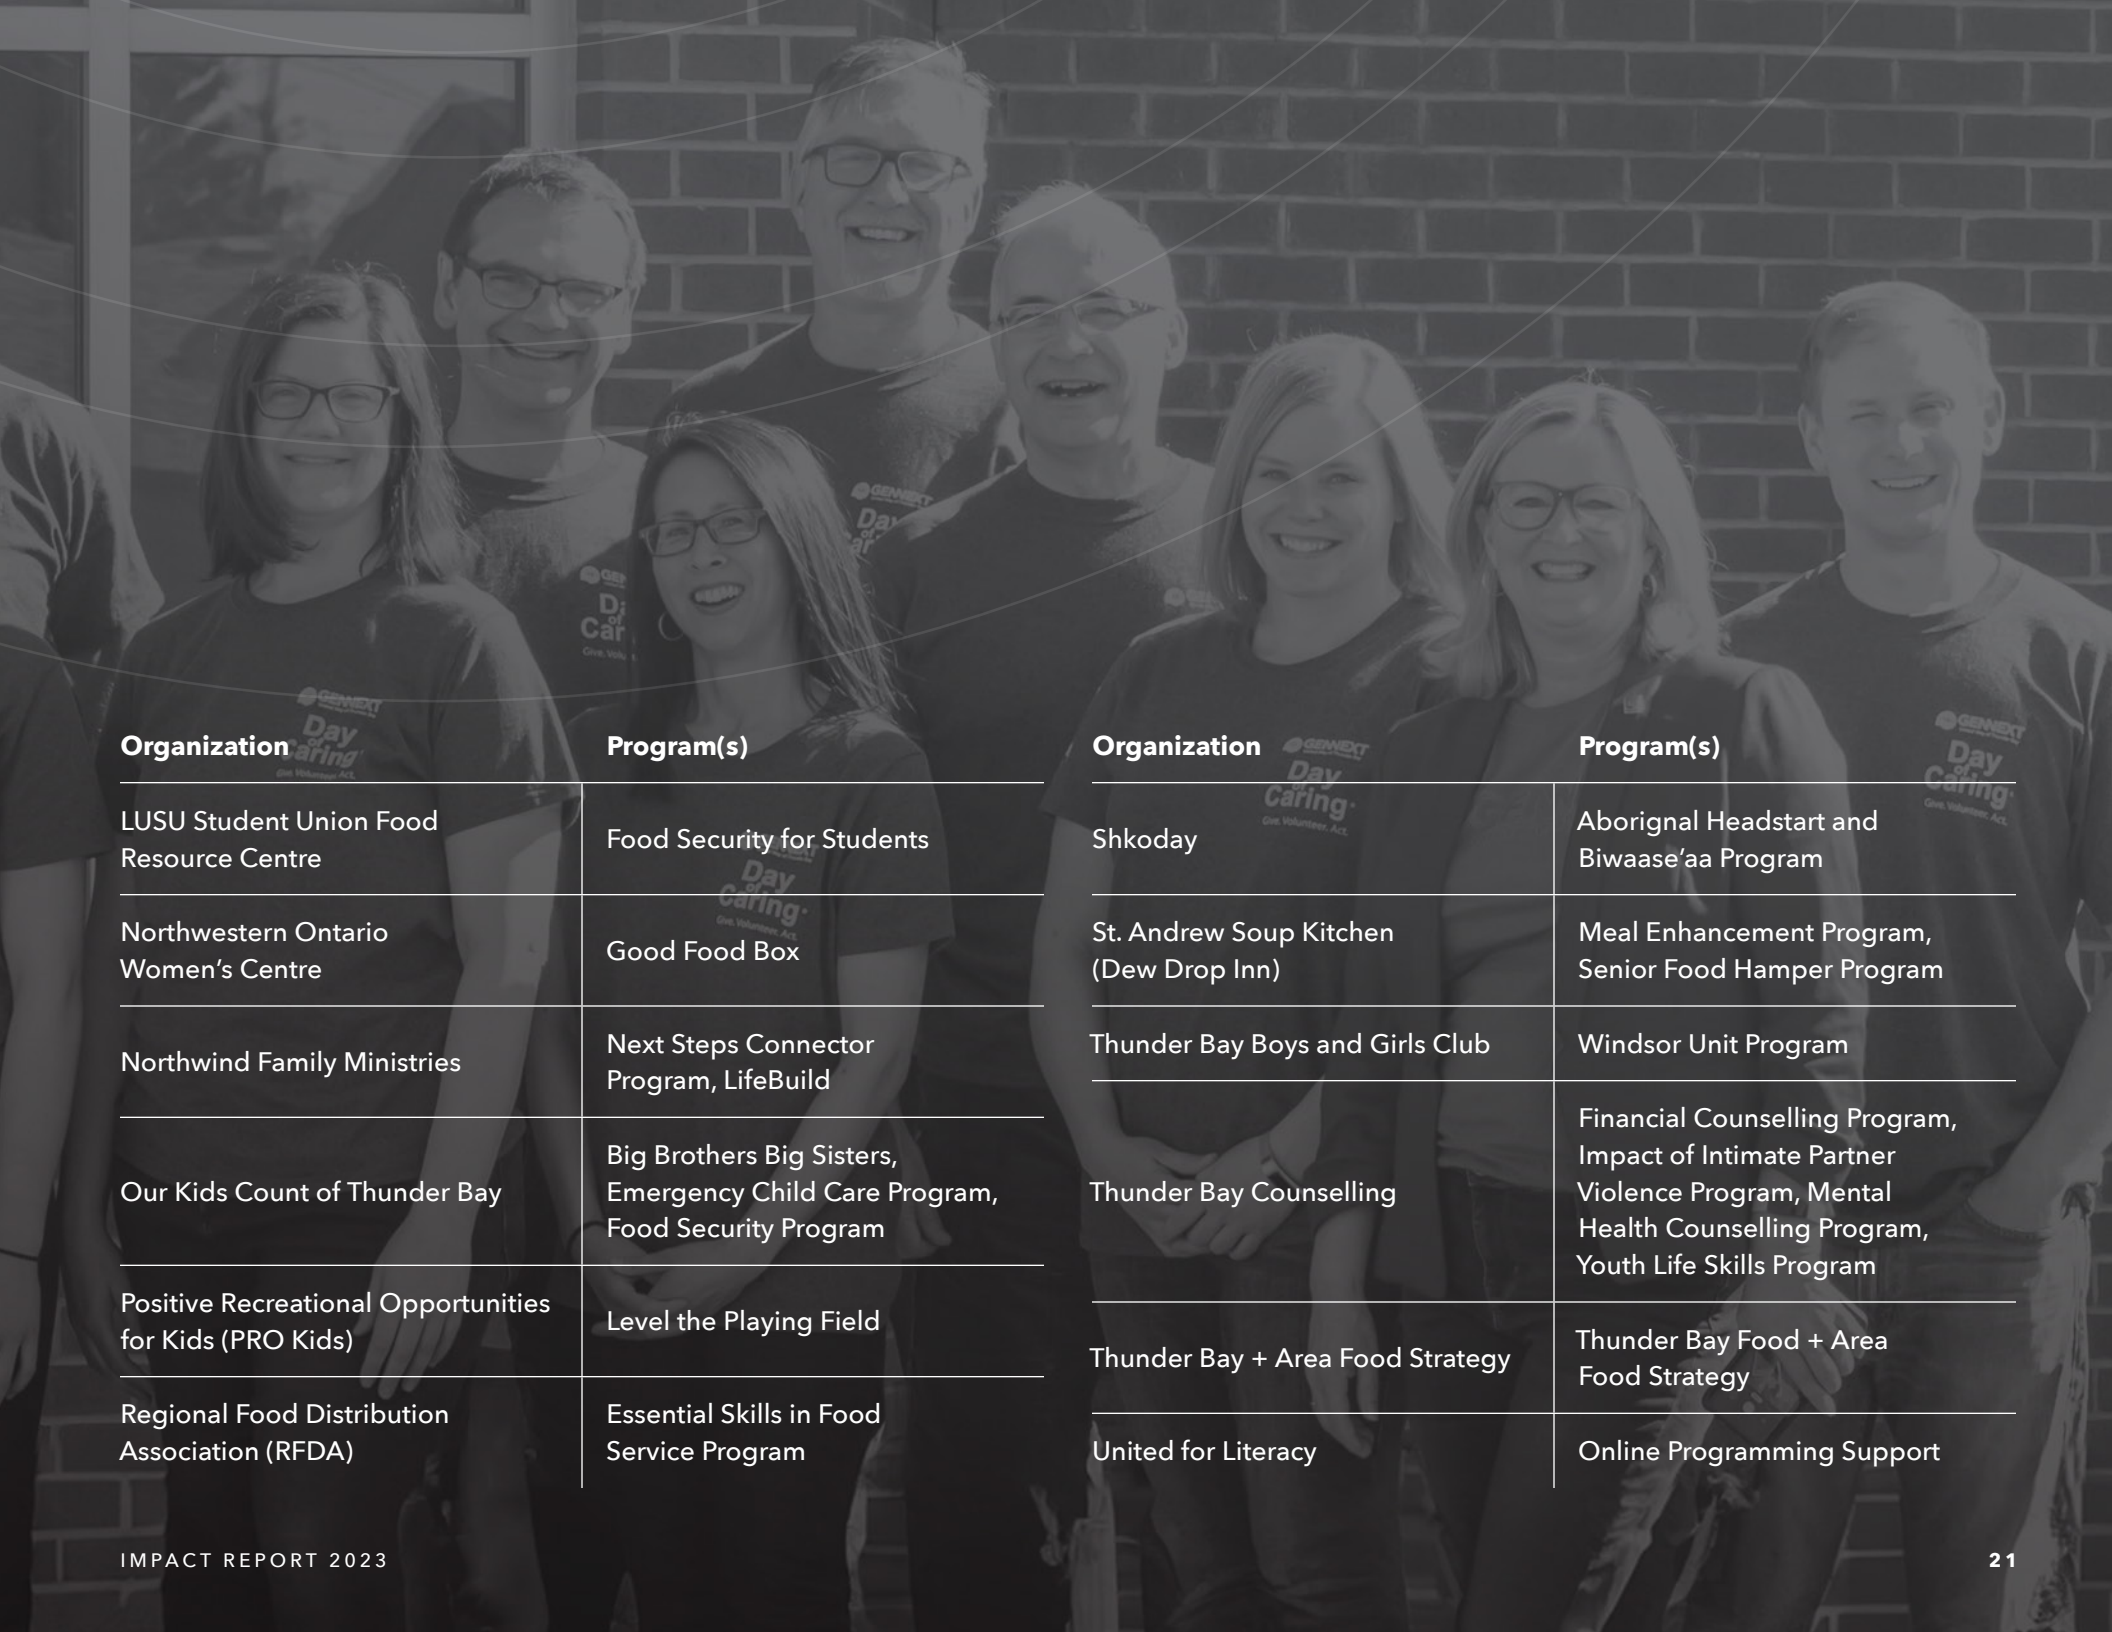 GENNEXT
Day
of
Caring
Give. Volunteer. Act.
Organization
Program(s)
LUSU Student Union Food
Resource Centre
Food Security for Students
Northwestern Ontario
Women’s Centre
Good Food Box
Northwind Family Ministries
Next Steps Connector
Program, LifeBuild
Our Kids Count of Thunder Bay
Big Brothers Big Sisters,
Emergency Child Care Program,
Food Security Program
Positive Recreational Opportunities
for Kids (PRO Kids)
Level the Playing Field
Regional Food Distribution
Association (RFDA)
Essential Skills in Food
Service Program
Organization
Program(s)
Shkoday
Aborignal Headstart and
Biwaase’aa Program
St. Andrew Soup Kitchen
(Dew Drop Inn)
Meal Enhancement Program,
Senior Food Hamper Program
Thunder Bay Boys and Girls Club
Windsor Unit Program
Thunder Bay Counselling
Financial Counselling Program,
Impact of Intimate Partner
Violence Program, Mental
Health Counselling Program,
Youth Life Skills Program
Thunder Bay + Area Food Strategy
Thunder Bay Food + Area
Food Strategy
United for Literacy
Online Programming Support
IMPACT REPORT 2023
21